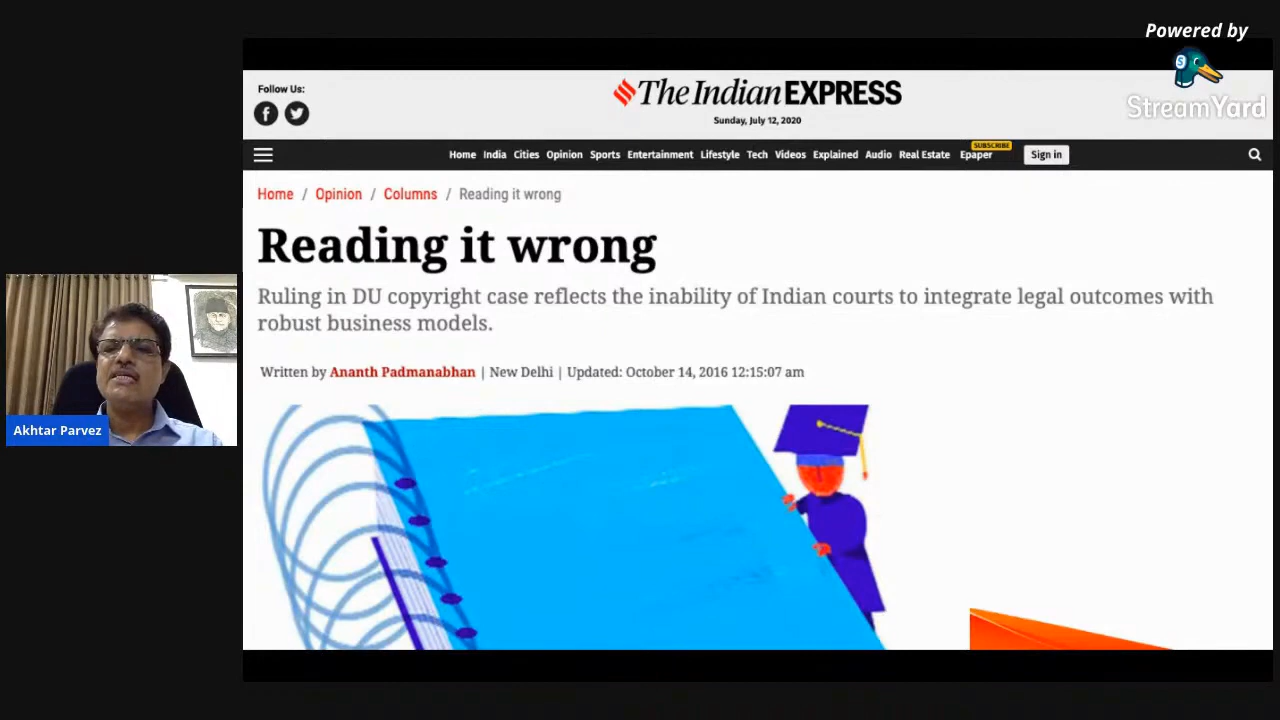 Powered by
StreamYard
Follow Us:
The Indian EXPRESS
Sunday, July 12, 2020
SUBSCRIBE
Home India Cities Opinion Sports Entertainment Lifestyle Tech Videos Explained Audio Real Estate Epaper Sign in
Home / Opinion / Columns / Reading it wrong
Reading it wrong
Ruling in DU copyright case reflects the inability of Indian courts to integrate legal outcomes with
robust business models.
Written by Ananth Padmanabhan | New Delhi | Updated: October 14, 2016 12:15:07 am
Akhtar Parvez